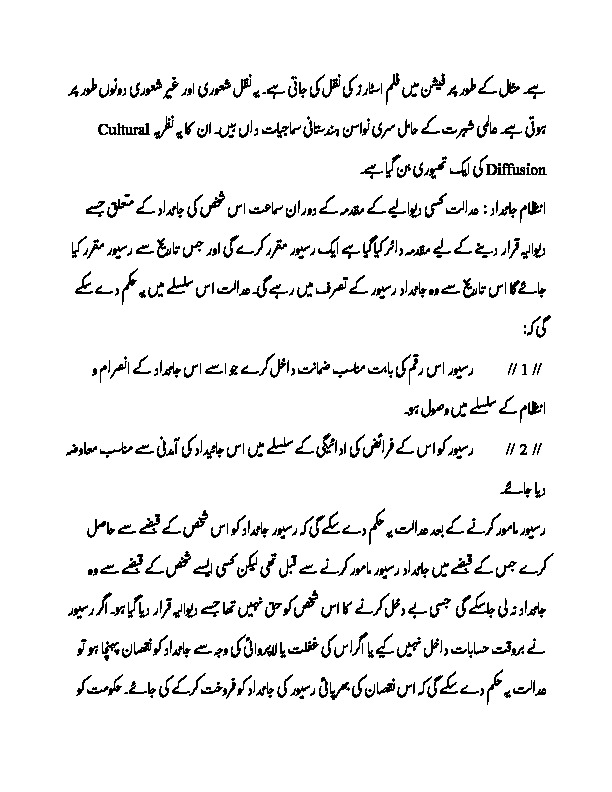 ہے۔ مثال کے طور پر فیشن میں فلم اسٹارز کی نقل کی جاتی ہے۔ یہ نقل شعوری اور غیر شعوری دونوں طور پر
ہوتی ہے۔ عالمی شہرت کے حامل سری نواسن ہندستانی سماجیات داں ہیں۔ ان کا یہ نظریہ Cultural
Diffusion کی ایک تھیوری بن گیا ہے۔
انتظام جائداد : عدالت کسی دیوالیے کے مقدمہ کے دوران سماعت اس شخص کی جائداد کے متعلق جسے
دیوالیہ قرار دینے کے لیے مقدمہ دائر کیا گیا ہے ایک رسیور مقرر کرے گی اور جس تاریخ سے رسیور مقرر کیا
جائے گا اس تاریخ سے وہ جائداد رسیور کے تصرف میں رہے گی۔ عدالت اس سلسلے میں یہ حکم دے سکے
گی کہ:
// 1 // رسیور اس رقم کی بابت مناسب ضمانت داخل کرے جو اسے اس جائداد کے انصرام و
انتظام کے سلسلے میں وصول ہو۔
// 2 // رسیور کو اس کے فرائض کی ادائیگی کے سلسلے میں اس جائیداد کی آمدنی سے مناسب معاوضہ
دیا جائے۔
رسیور مامور کرنے کے بعد عدالت یہ حکم دے سکے گی کہ رسیور جائداد کو اس شخص کے قبضے سے حاصل
کرے جس کے قبضے میں جائداد رسیور مامور کرنے سے قبل تھی لیکن کسی ایسے شخص کے قبضے سے وہ
جائداد نہ لی جاسکے گی جسی بے دخل کرنے کا اس شخص کو حق نہیں تھا جسے دیوالیہ قرار دیا گیا ہو۔ اگر رسیور
نے بروقت حسابات داخل نہیں کیے یا اگر اس کی غفلت یا لاپروائی کی وجہ سے جائداد کو نقصان پہنچا ہو تو
عدالت یہ حکم دے سکے گی کہ اس نقصان کی بھرپائی رسیور کی جائداد کو فروخت کرکے کی جائے۔ حکومت کو